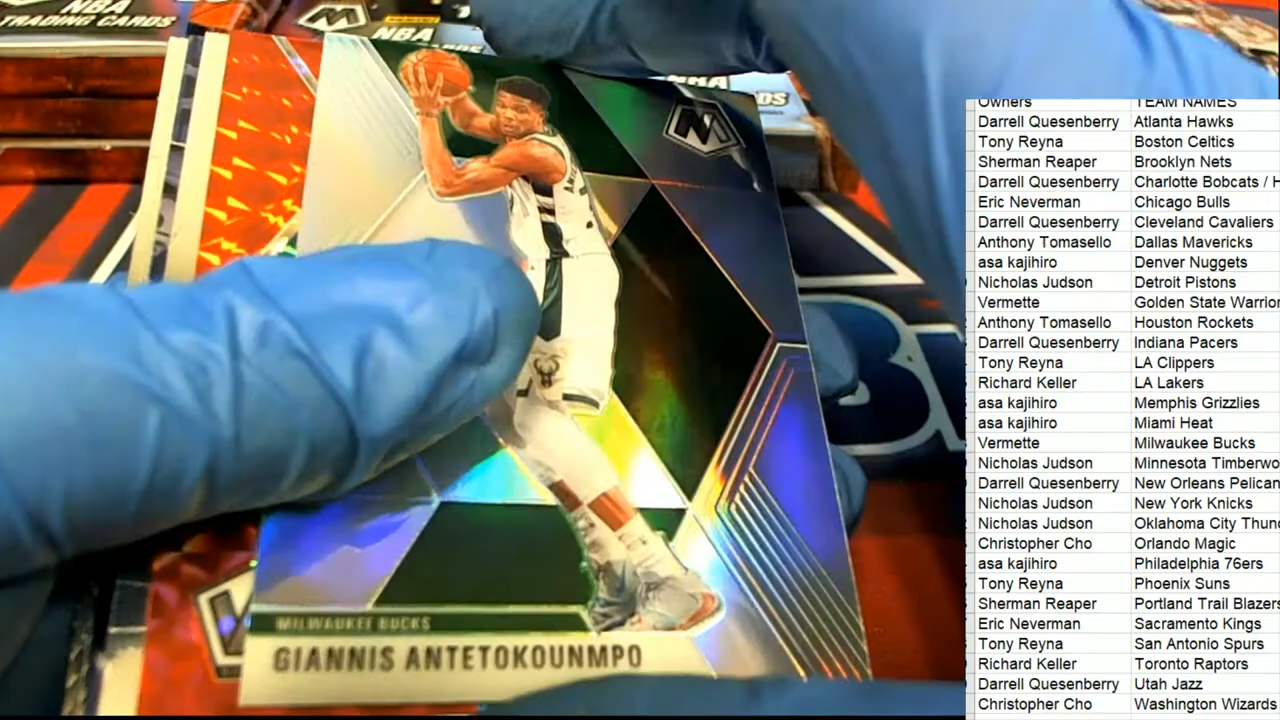 NBA
TRADING CARDS
PANINI
NBA
NBA
MILWAUKEE BUCKS
GIANNIS ANTETOKOUNMPO
Owners TEAM NAMES
Darrell Quesenberry Atlanta Hawks
Tony Reyna Boston Celtics
Sherman Reaper Brooklyn Nets
Darrell Quesenberry Charlotte Bobcats / H
Eric Neverman Chicago Bulls
Darrell Quesenberry Cleveland Cavaliers
Anthony Tomasello Dallas Mavericks
asa kajihiro Denver Nuggets
Nicholas Judson Detroit Pistons
Vermette Golden State Warrior
Anthony Tomasello Houston Rockets
Darrell Quesenberry Indiana Pacers
Tony Reyna LA Clippers
Richard Keller LA Lakers
asa kajihiro Memphis Grizzlies
asa kajihiro Miami Heat
Vermette Milwaukee Bucks
Nicholas Judson Minnesota Timberwo
Darrell Quesenberry New Orleans Pelican
Nicholas Judson New York Knicks
Nicholas Judson Oklahoma City Thun
Christopher Cho Orlando Magic
asa kajihiro Philadelphia 76ers
Tony Reyna Phoenix Suns
Sherman Reaper Portland Trail Blazers
Eric Neverman Sacramento Kings
Tony Reyna San Antonio Spurs
Richard Keller Toronto Raptors
Darrell Quesenberry Utah Jazz
Christopher Cho Washington Wizards